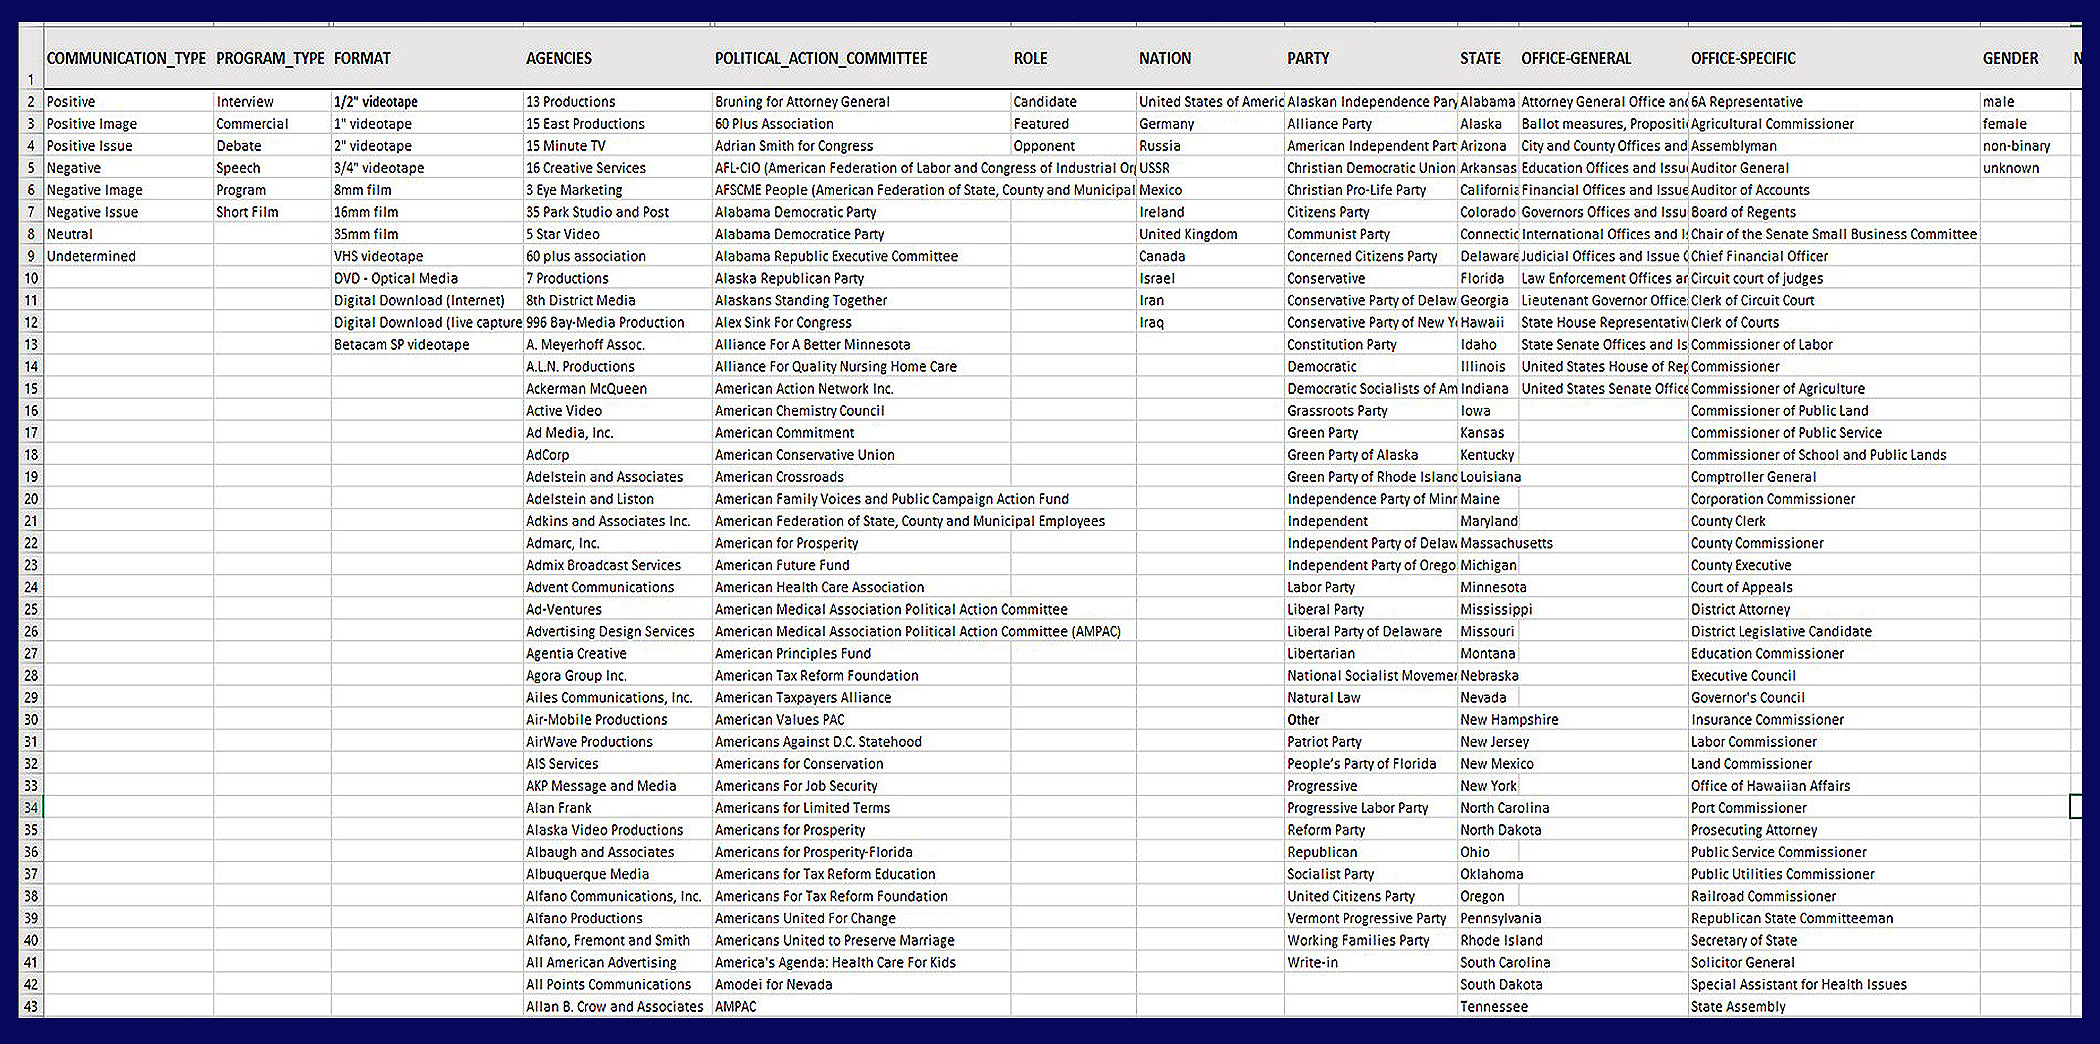 COMMUNICATION_TYPE PROGRAM_TYPE FORMAT AGENCIES POLITICAL_ACTION_COMMITTEE ROLE NATION PARTY STATE OFFICE-GENERAL OFFICE-SPECIFIC GENDER N
1
2 Positive Interview 1/2" videotape 13 Productions Bruning for Attorney General Candidate United States of Americ Alaskan Independence Par Alabama Attorney General Office and 6A Representative male
3 Positive Image Commercial 1" videotape 15 East Productions 60 Plus Association Featured Germany Alliance Party Alaska Ballot measures, Propositi Agricultural Commissioner female
4 Positive Issue Debate 2" videotape 15 Minute TV Adrian Smith for Congress Opponent Russia American Independent Part Arizona City and County Offices and Assemblyman non-binary
5 Negative Speech 3/4" videotape 16 Creative Services AFL-CIO (American Federation of Labor and Congress of Industrial Or USSR Christian Democratic Union Arkansas Education Offices and Issu Auditor General unknown
6 Negative Image Program 8mm film 3 Eye Marketing AFSCME People (American Federation of State, County and Municipal Mexico Christian Pro-Life Party California Financial Offices and Issue Auditor of Accounts
7 Negative Issue Short Film 16mm film 35 Park Studio and Post Alabama Democratic Party Ireland Citizens Party Colorado Governors Offices and Issu Board of Regents
8 Neutral 35mm film 5 Star Video Alabama Democratice Party United Kingdom Communist Party Connectic International Offices and Is Chair of the Senate Small Business Committee
9 Undetermined VHS videotape 60 plus association Alabama Republic Executive Committee Canada Concerned Citizens Party Delaware Judicial Offices and Issue C Chief Financial Officer
10 DVD - Optical Media 7 Productions Alaska Republican Party Israel Conservative Florida Law Enforcement Offices ar Circuit court of judges
11 Digital Download (Internet) 8th District Media Alaskans Standing Together Iran Conservative Party of Delaw Georgia Lieutenant Governor Office Clerk of Circuit Court
12 Digital Download (live capture 996 Bay-Media Production Alex Sink For Congress Iraq Conservative Party of New Y Hawaii State House Representativ Clerk of Courts
13 Betacam SP videotape A. Meyerhoff Assoc. Alliance For A Better Minnesota Constitution Party Idaho State Senate Offices and Is Commissioner of Labor
14 A.L.N. Productions Alliance For Quality Nursing Home Care Democratic Illinois United States House of Rep Commissioner
15 Ackerman McQueen American Action Network Inc. Democratic Socialists of Am Indiana United States Senate Office Commissioner of Agriculture
16 Active Video American Chemistry Council Grassroots Party Iowa Commissioner of Public Land
17 Ad Media, Inc. American Commitment Green Party Kansas Commissioner of Public Service
18 AdCorp American Conservative Union Green Party of Alaska Kentucky Commissioner of School and Public Lands
19 Adelstein and Associates American Crossroads Green Party of Rhode Island Louisiana Comptroller General
20 Adelstein and Liston American Family Voices and Public Campaign Action Fund Independence Party of Minr Maine Corporation Commissioner
21 Adkins and Associates Inc. American Federation of State, County and Municipal Employees Independent Maryland County Clerk
22 Admarc, Inc. American for Prosperity Independent Party of Delaw Massachusetts County Commissioner
23 Admix Broadcast Services American Future Fund Independent Party of Orego Michigan County Executive
24 Advent Communications American Health Care Association Labor Party Minnesota Court of Appeals
25 Ad-Ventures American Medical Association Political Action Committee Liberal Party Mississippi District Attorney
26 Advertising Design Services American Medical Association Political Action Committee (AMPAC) Liberal Party of Delaware Missouri District Legislative Candidate
27 Agentia Creative American Principles Fund Libertarian Montana Education Commissioner
28 Agora Group Inc. American Tax Reform Foundation National Socialist Movemer Nebraska Executive Council
29 Ailes Communications, Inc. American Taxpayers Alliance Natural Law Nevada Governor's Council
30 Air-Mobile Productions American Values PAC Other New Hampshire Insurance Commissioner
31 AirWave Productions Americans Against D.C. Statehood Patriot Party New Jersey Labor Commissioner
32 AIS Services Americans for Conservation People's Party of Florida New Mexico Land Commissioner
33 AKP Message and Media Americans For Job Security Progressive New York Office of Hawaiian Affairs
34 Alan Frank Americans for Limited Terms Progressive Labor Party North Carolina Port Commissioner
35 Alaska Video Productions Americans for Prosperity Reform Party North Dakota Prosecuting Attorney
36 Albaugh and Associates Americans for Prosperity-Florida Republican Ohio Public Service Commissioner
37 Albuquerque Media Americans for Tax Reform Education Socialist Party Oklahoma Public Utilities Commissioner
38 Alfano Communications, Inc. Americans For Tax Reform Foundation United Citizens Party Oregon Railroad Commissioner
39 Alfano Productions Americans United For Change Vermont Progressive Party Pennsylvania Republican State Committeeman
40 Alfano, Fremont and Smith Americans United to Preserve Marriage Working Families Party Rhode Island Secretary of State
41 All American Advertising America's Agenda: Health Care For Kids Write-in South Carolina Solicitor General
42 All Points Communications Amodei for Nevada South Dakota Special Assistant for Health Issues
43 Allan B. Crow and Associates AMPAC Tennessee State Assembly